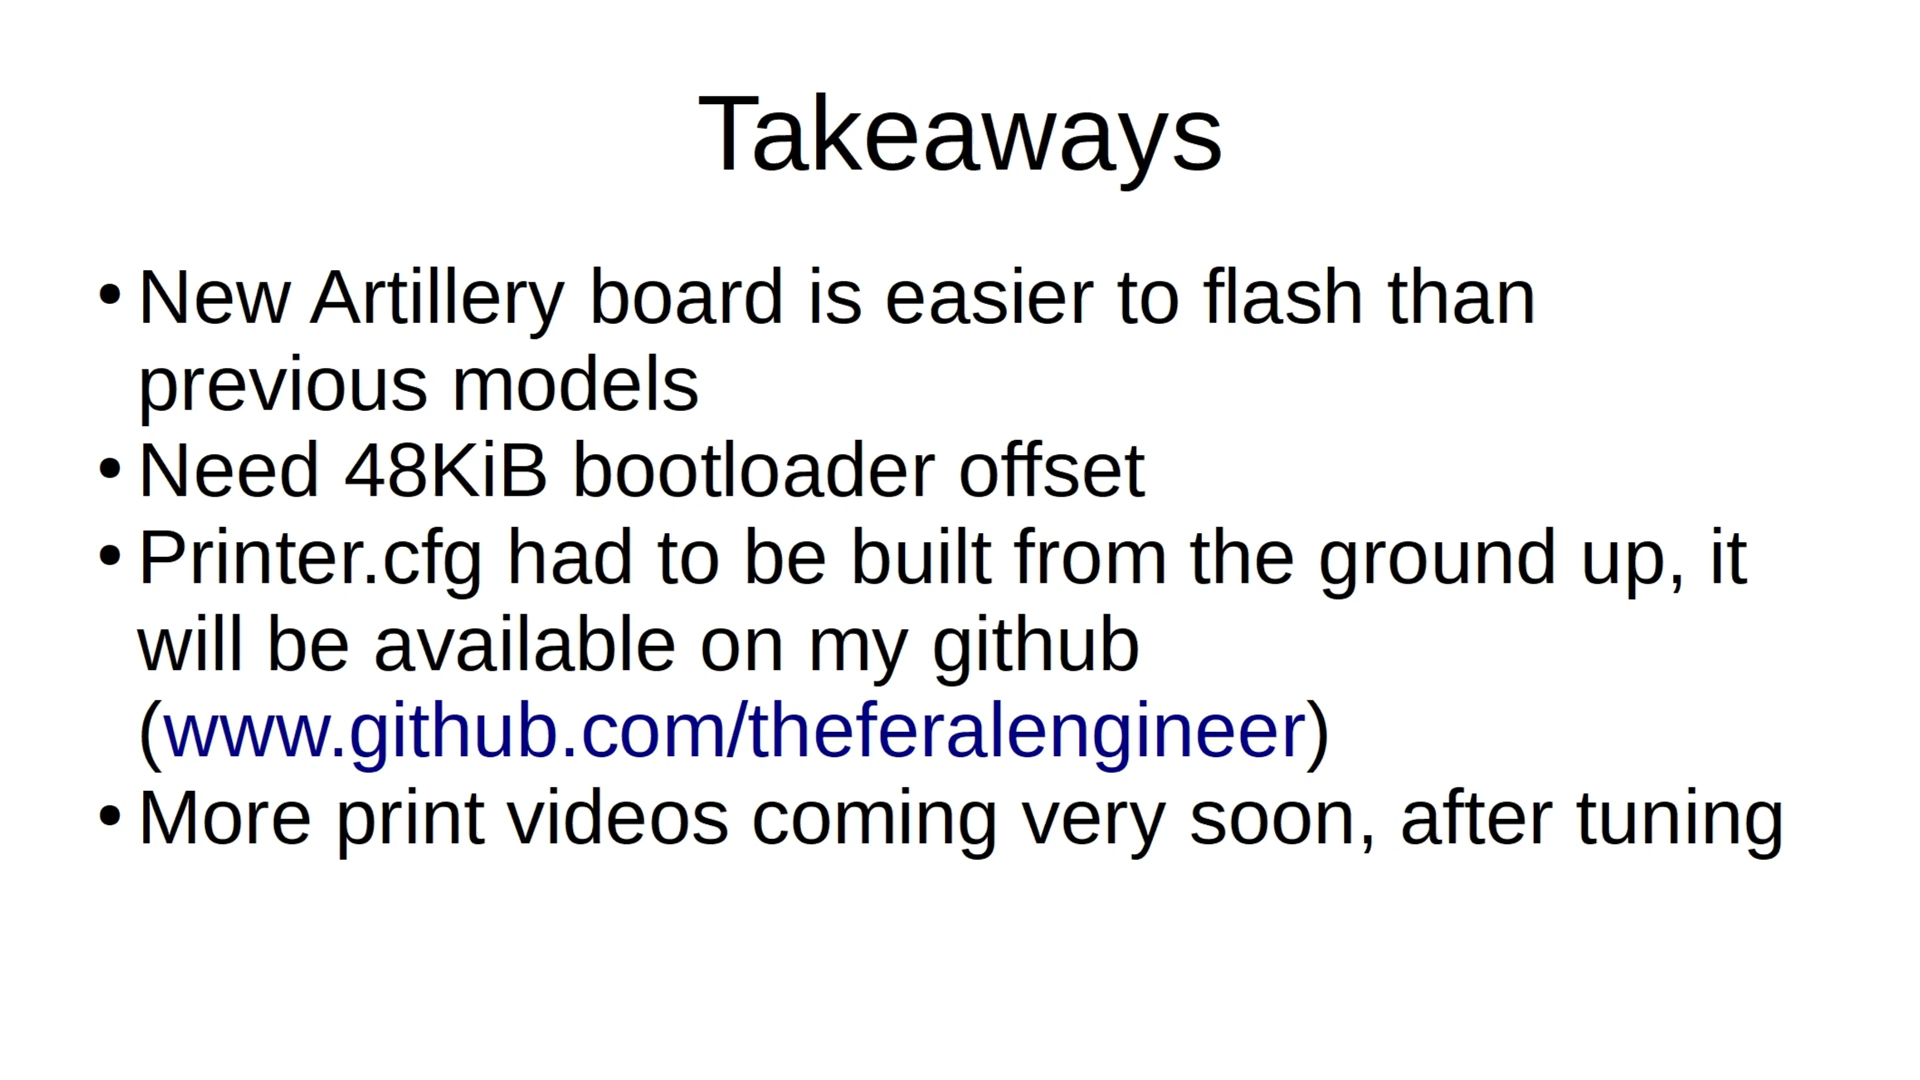 Takeaways
• New Artillery board is easier to flash than
previous models
• Need 48KiB bootloader offset
• Printer.cfg had to be built from the ground up, it
will be available on my github
(www.github.com/theferalengineer)
• More print videos coming very soon, after tuning